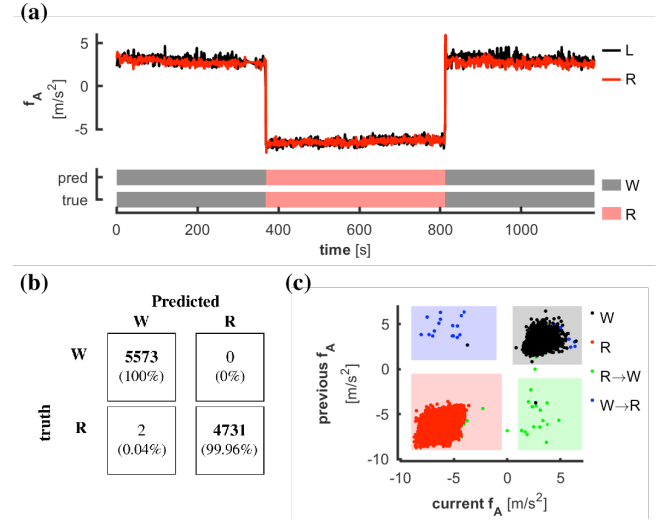 (a)
5
0
-5
f_A
[m/s²]
L
R
pred
true
W
R
0
200
400
600
800
1000
time [s]
(b)
Predicted
W R
truth
W
5573
(100%)
0
(0%)
R
2
(0.04%)
4731
(99.96%)
(c)
5
0
-5
-10
previous f_A
[m/s²]
-10 -5 0 5
current f_A [m/s²]
W
R
R→W
W→R